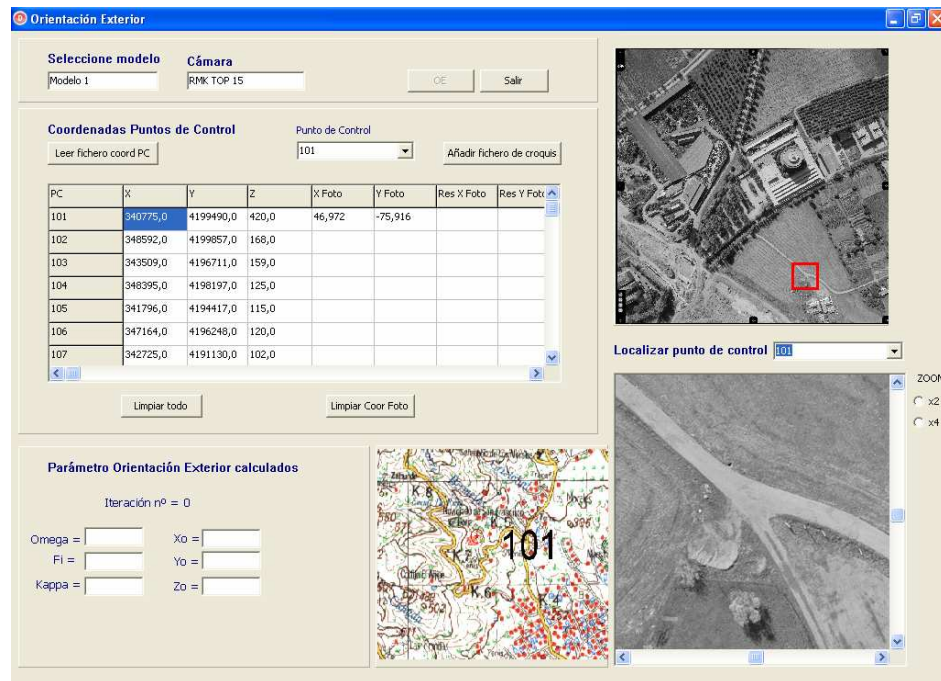 Orientación Exterior
Seleccione modelo
Cámara
Modelo 1
RMK TOP 15
OE
Salir
Coordenadas Puntos de Control
Punto de Control
Leer fichero coord PC
101
Añadir fichero de croquis
PC X Y Z X Foto Y Foto Res X Foto Res Y Foto
101 340775,0 4199490,0 420,0 46,972 -75,916
102 348592,0 4199857,0 168,0
103 343509,0 4196711,0 159,0
104 348395,0 4198197,0 125,0
105 341796,0 4194417,0 115,0
106 347164,0 4196248,0 120,0
107 342725,0 4191130,0 102,0
Limpiar todo
Limpiar Coor Foto
Localizar punto de control 101
ZOOM
x2
x4
Parámetro Orientación Exterior calculados
Iteración nº = 0
Omega =
Xo =
Fi =
Yo =
Kappa =
Zo =
K.8
K.5
101
K.7
K.6
K.4